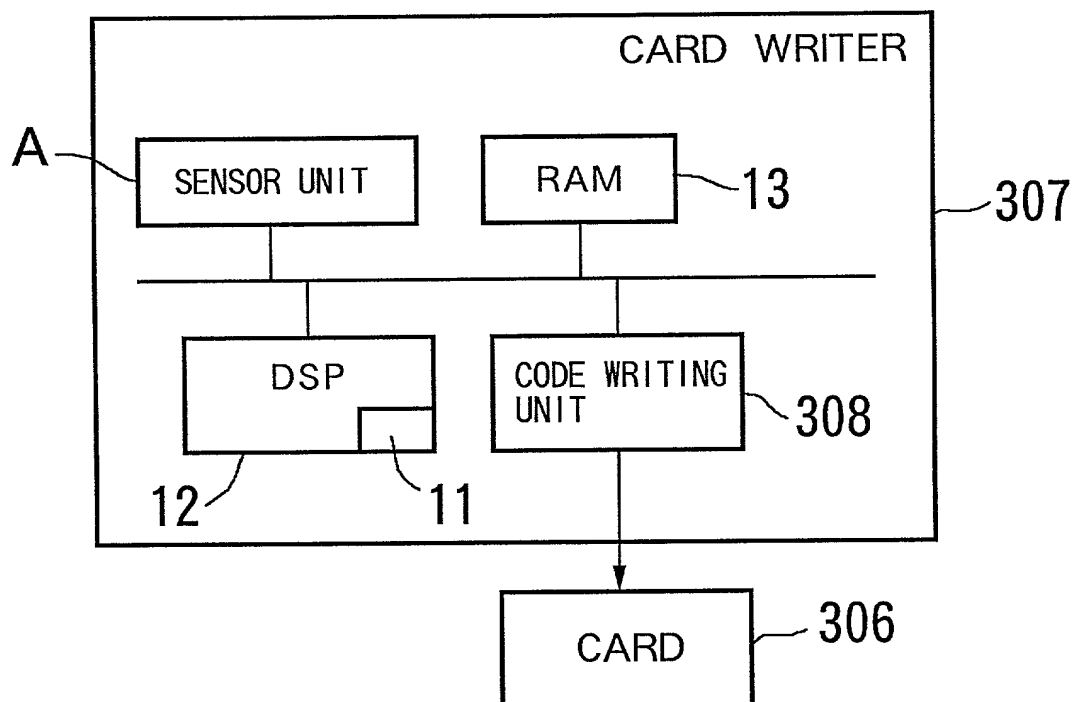 CARD WRITER
A
SENSOR UNIT
RAM
13
307
DSP
CODE WRITING
UNIT
308
12
11
CARD
306